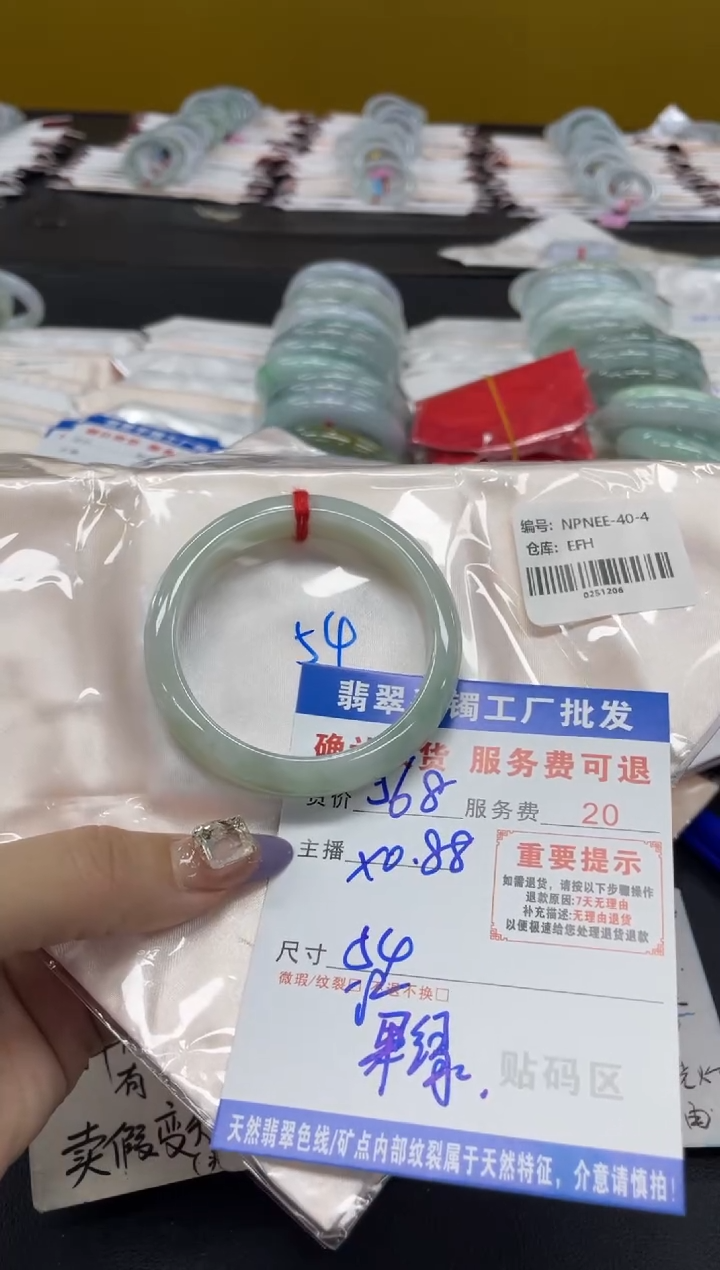 编号: NPNEE-40-4
仓库: EFH
0251206
54
翡翠 镯工厂批发
确 货 服务费可退
货价 368 服务费 20
主播 x0.88
重要提示
如需退货，请按以下步骤操作
退款原因:7天无理由
补充描述:无理由退货
以便极速给您处理退货退款
尺寸 54
微瑕/纹裂□ 不退不换□
果绿
贴码区
天然翡翠色线/矿点内部纹裂属于天然特征，介意请慎拍!
有
卖假变
由